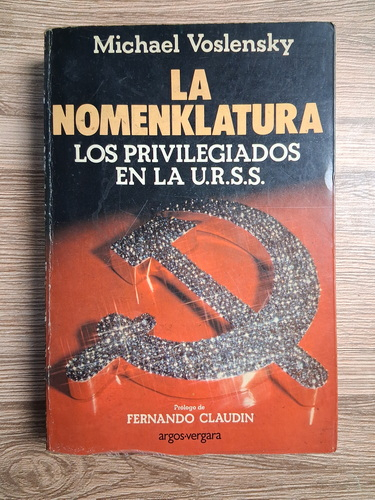 Michael Voslensky
LA
NOMENKLATURA
LOS PRIVILEGIADOS
EN LA U.R.S.S.
Prólogo de
FERNANDO CLAUDIN
argos-vergara